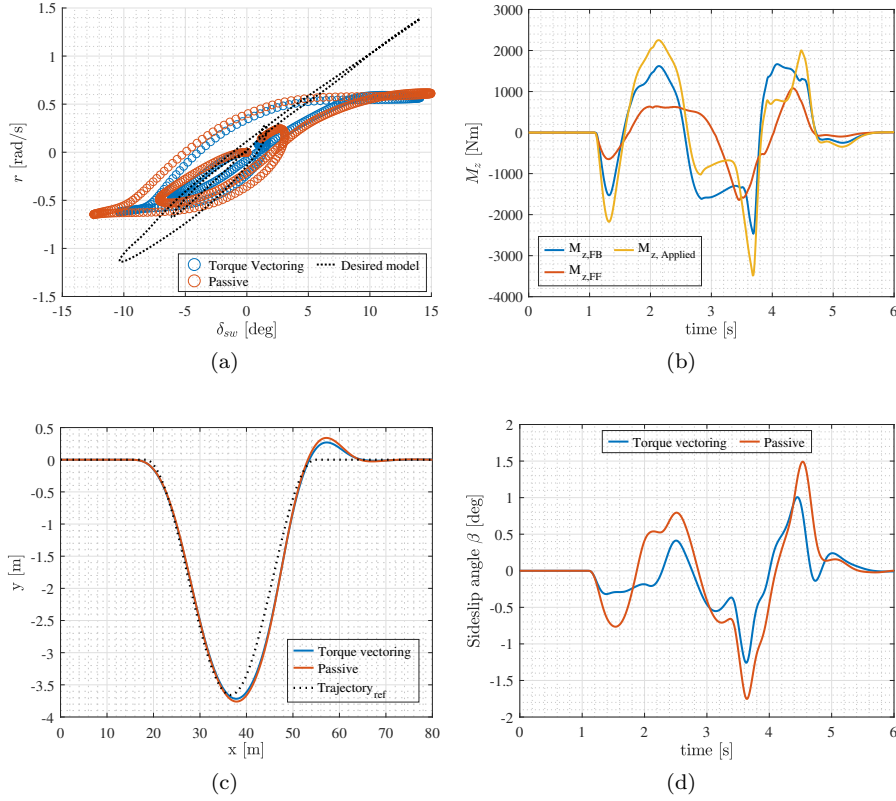 1.5
1
0.5
0
-0.5
-1
-1.5
r [rad/s]
-15 -10 -5 0 5 10 15
δsw [deg]
Torque Vectoring
Passive
Desired model
(a)
3000
2000
1000
0
-1000
-2000
-3000
-4000
Mz [Nm]
0 1 2 3 4 5 6
time [s]
Mz,FB
Mz,FF
Mz, Applied
(b)
0.5
0
-0.5
-1
-1.5
-2
-2.5
-3
-3.5
-4
y [m]
0 10 20 30 40 50 60 70 80
x [m]
Torque vectoring
Passive
Trajectoryref
(c)
2
1.5
1
0.5
0
-0.5
-1
-1.5
-2
Sideslip angle β [deg]
0 1 2 3 4 5 6
time [s]
Torque vectoring
Passive
(d)